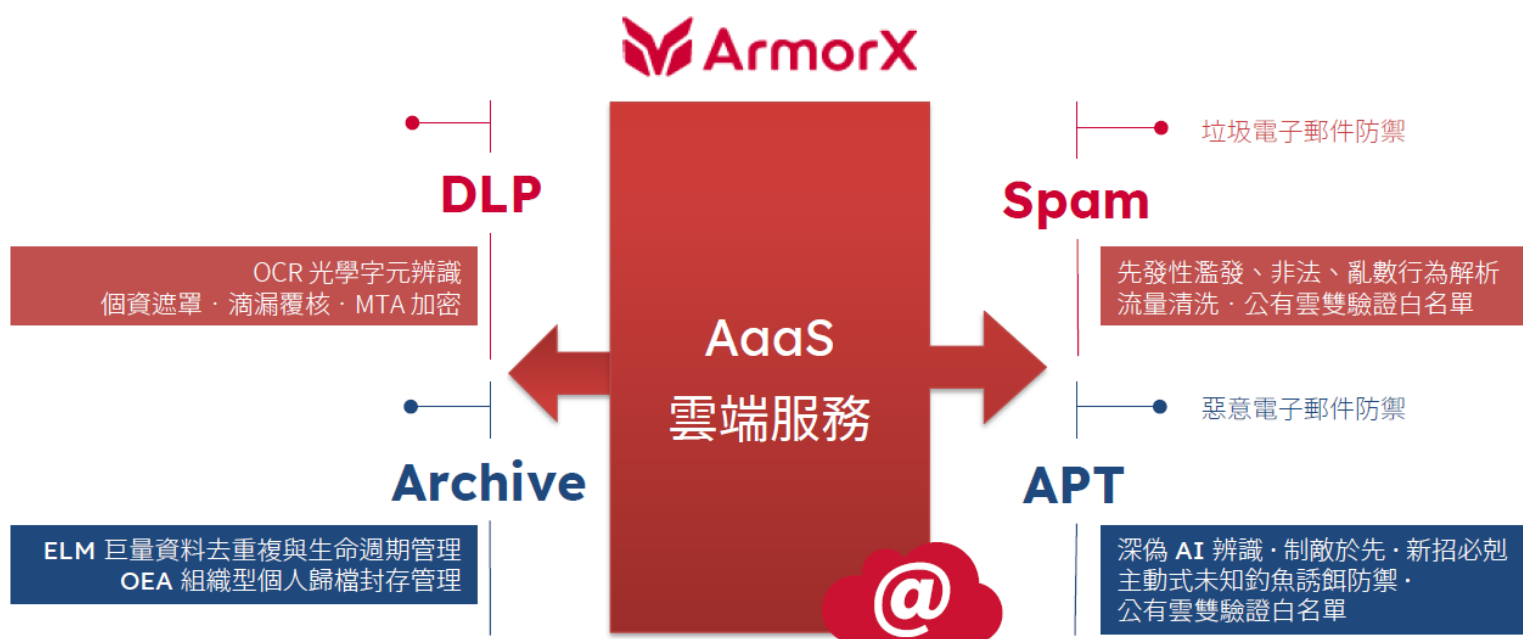 ArmorX
DLP
OCR 光學字元辨識
個資遮罩．滴漏覆核．MTA 加密
Archive
ELM 巨量資料去重複與生命週期管理
OEA 組織型個人歸檔封存管理
AaaS
雲端服務
@
垃圾電子郵件防禦
Spam
先發性濫發、非法、亂數行為解析
流量清洗．公有雲雙驗證白名單
惡意電子郵件防禦
APT
深偽 AI 辨識．制敵於先．新招必剋
主動式未知釣魚誘餌防禦．
公有雲雙驗證白名單